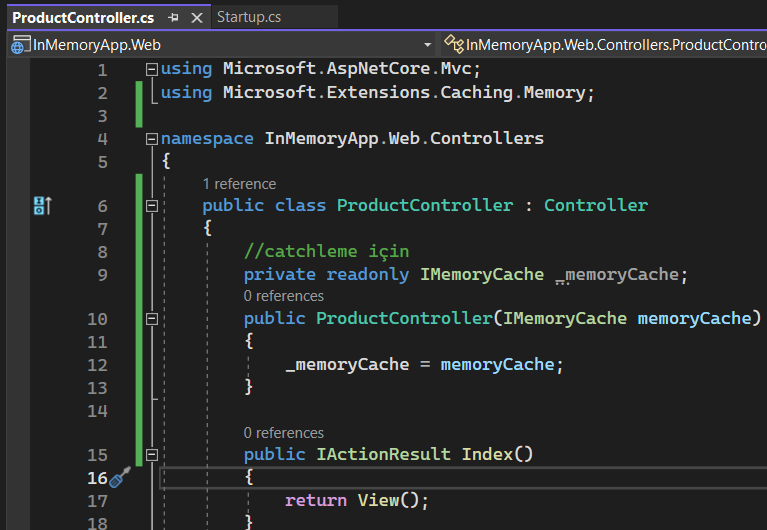 ProductController.cs Startup.cs
InMemoryApp.Web InMemoryApp.Web.Controllers.ProductContro
1 using Microsoft.AspNetCore.Mvc;
2 using Microsoft.Extensions.Caching.Memory;
3
4 namespace InMemoryApp.Web.Controllers
5 {
1 reference
6 public class ProductController : Controller
7 {
8 //catchleme için
9 private readonly IMemoryCache _memoryCache;
0 references
10 public ProductController(IMemoryCache memoryCache)
11 {
12 _memoryCache = memoryCache;
13 }
14
0 references
15 public IActionResult Index()
16 {
17 return View();
18 }